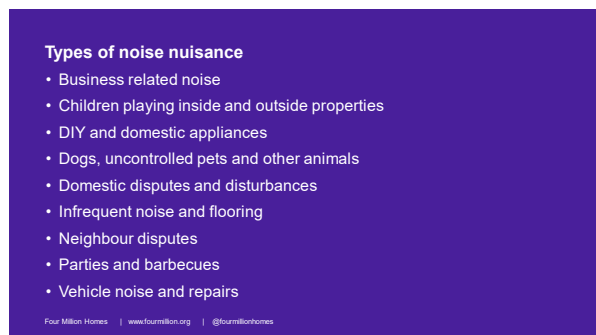 Types of noise nuisance
• Business related noise
• Children playing inside and outside properties
• DIY and domestic appliances
• Dogs, uncontrolled pets and other animals
• Domestic disputes and disturbances
• Infrequent noise and flooring
• Neighbour disputes
• Parties and barbecues
• Vehicle noise and repairs
Four Million Homes | www.fourmillion.org | @fourmillionhomes